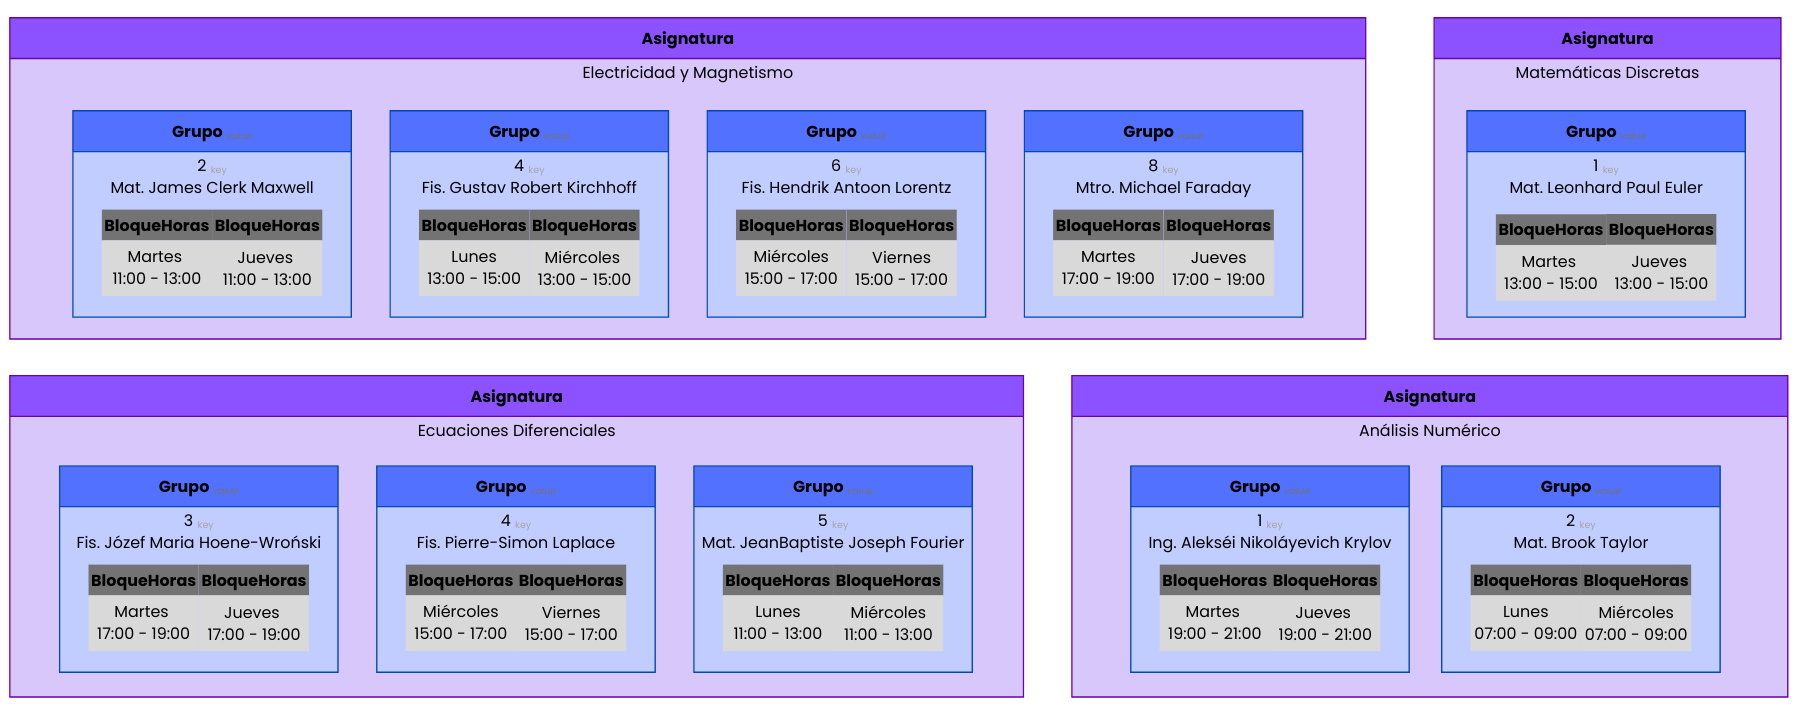 Asignatura
Electricidad y Magnetismo
Grupo
2 key
Mat. James Clerk Maxwell
BloqueHoras BloqueHoras
Martes Jueves
11:00 - 13:00 11:00 - 13:00
Grupo
4 key
Fis. Gustav Robert Kirchhoff
BloqueHoras BloqueHoras
Lunes Miércoles
13:00 - 15:00 13:00 - 15:00
Grupo
6 key
Fis. Hendrik Antoon Lorentz
BloqueHoras BloqueHoras
Miércoles Viernes
15:00 - 17:00 15:00 - 17:00
Grupo
8 key
Mtro. Michael Faraday
BloqueHoras BloqueHoras
Martes Jueves
17:00 - 19:00 17:00 - 19:00
Asignatura
Matemáticas Discretas
Grupo
1 key
Mat. Leonhard Paul Euler
BloqueHoras BloqueHoras
Martes Jueves
13:00 - 15:00 13:00 - 15:00
Asignatura
Ecuaciones Diferenciales
Grupo
3 key
Fis. Józef Maria Hoene-Wroński
BloqueHoras BloqueHoras
Martes Jueves
17:00 - 19:00 17:00 - 19:00
Grupo
4 key
Fis. Pierre-Simon Laplace
BloqueHoras BloqueHoras
Miércoles Viernes
15:00 - 17:00 15:00 - 17:00
Grupo
5 key
Mat. JeanBaptiste Joseph Fourier
BloqueHoras BloqueHoras
Lunes Miércoles
11:00 - 13:00 11:00 - 13:00
Asignatura
Análisis Numérico
Grupo
1 key
Ing. Alekséi Nikoláyevich Krylov
BloqueHoras BloqueHoras
Martes Jueves
19:00 - 21:00 19:00 - 21:00
Grupo
2 key
Mat. Brook Taylor
BloqueHoras BloqueHoras
Lunes Miércoles
07:00 - 09:00 07:00 - 09:00